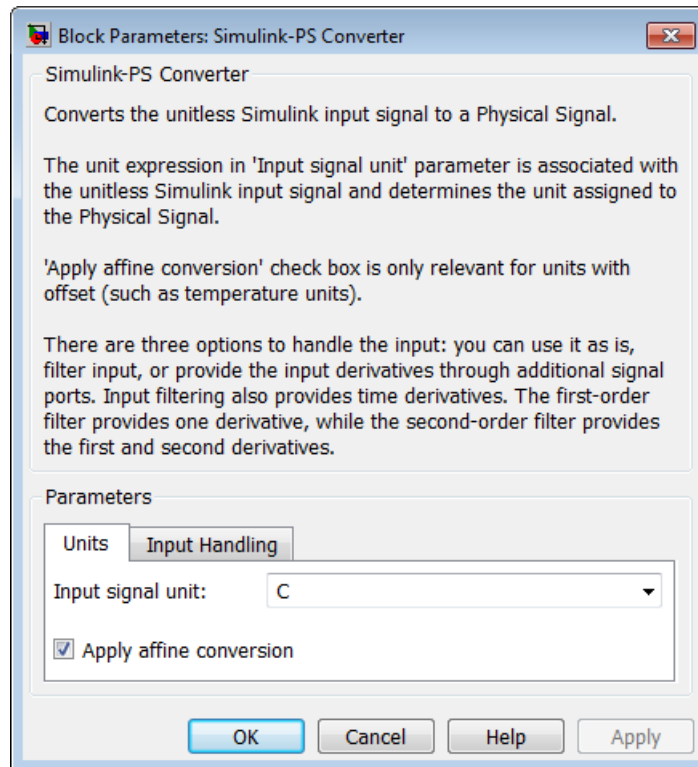 Block Parameters: Simulink-PS Converter
Simulink-PS Converter
Converts the unitless Simulink input signal to a Physical Signal.
The unit expression in 'Input signal unit' parameter is associated with
the unitless Simulink input signal and determines the unit assigned to
the Physical Signal.
'Apply affine conversion' check box is only relevant for units with
offset (such as temperature units).
There are three options to handle the input: you can use it as is,
filter input, or provide the input derivatives through additional signal
ports. Input filtering also provides time derivatives. The first-order
filter provides one derivative, while the second-order filter provides
the first and second derivatives.
Parameters
Units Input Handling
Input signal unit: C
Apply affine conversion
OK Cancel Help Apply